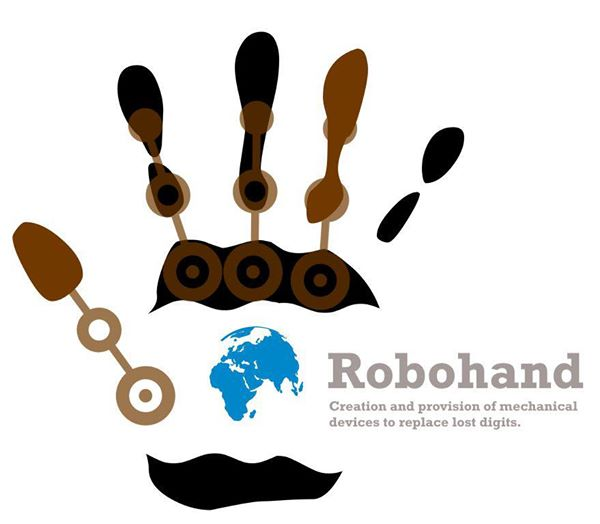 Robohand
Creation and provision of mechanical
devices to replace lost digits.